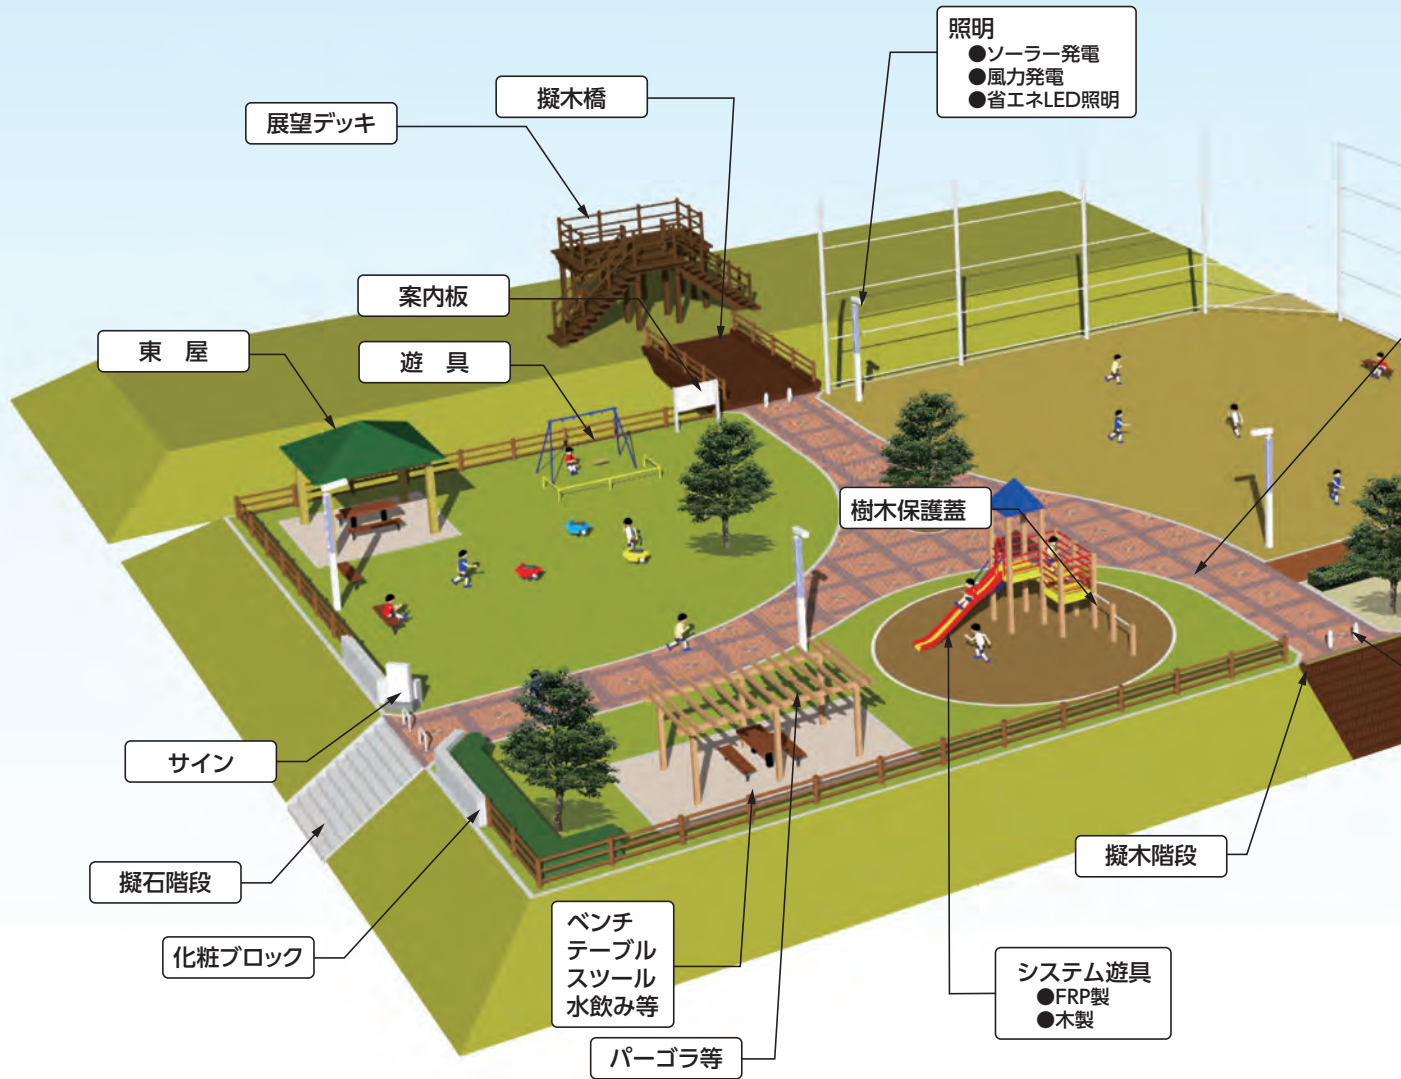 照明
●ソーラー発電
●風力発電
●省エネLED照明
擬木橋
展望デッキ
案内板
東　屋
遊　具
樹木保護蓋
サイン
擬石階段
化粧ブロック
ベンチ
テーブル
スツール
水飲み等
パーゴラ等
擬木階段
システム遊具
●FRP製
●木製